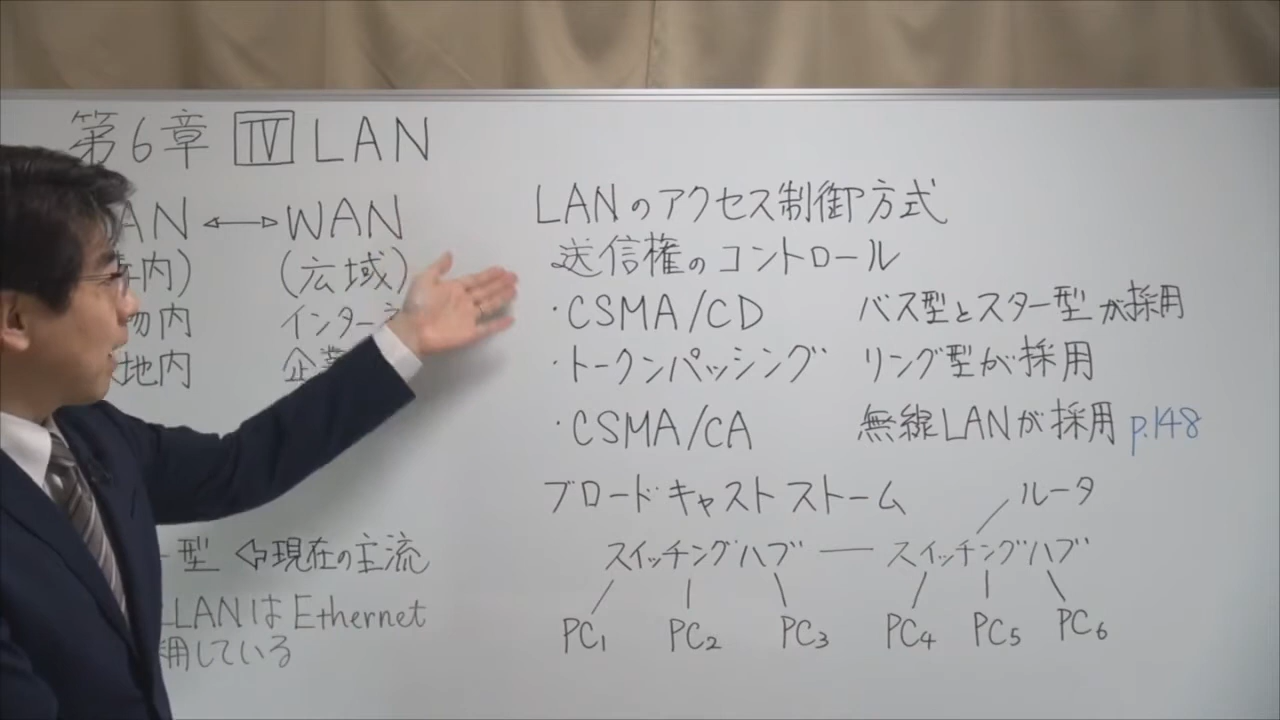 第6章 IV LAN
AN ↔ WAN
内) (広域)
物内 インターネ
地内 企業
型 ⇦現在の主流
LANはEthernet
用している
LANのアクセス制御方式
送信権のコントロール
・CSMA/CD バス型とスター型が採用
・トークンパッシング リング型が採用
・CSMA/CA 無線LANが採用 p.148
ブロードキャストストーム ルータ
スイッチングハブ ― スイッチングハブ
PC1 PC2 PC3 PC4 PC5 PC6